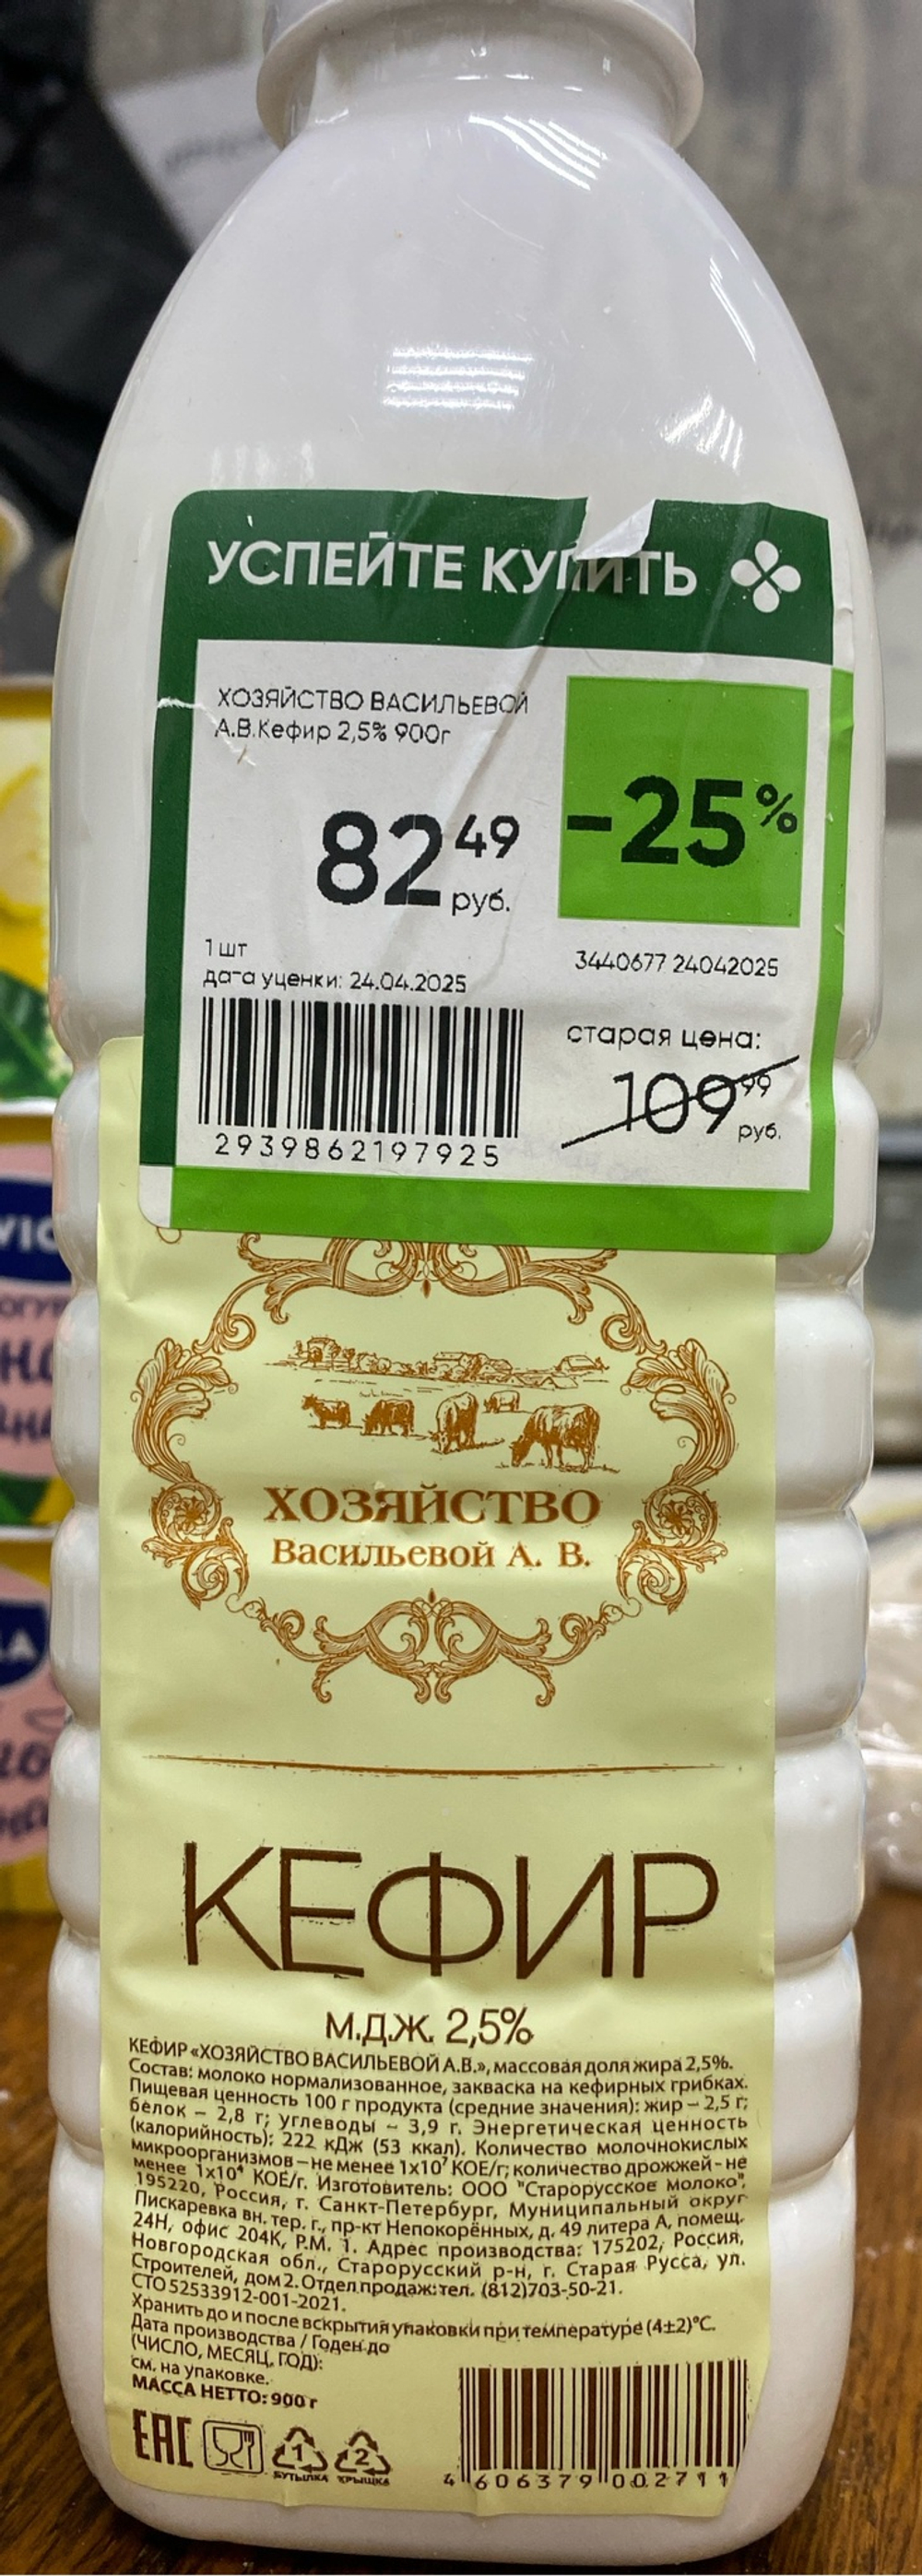 УСПЕЙТЕ КУПИТЬ
ХОЗЯЙСТВО ВАСИЛЬЕВОЙ
А.В.Кефир 2,5% 900г
-25%
82 49
руб.
1 шт
дата уценки: 24.04.2025
3440677 24042025
старая цена:
109 99
руб.
2939862197925
ХОЗЯЙСТВО
Васильевой А. В.
КЕФИР
М.Д.Ж. 2,5%
КЕФИР «ХОЗЯЙСТВО ВАСИЛЬЕВОЙ А.В.», массовая доля жира 2,5%.
Состав: молоко нормализованное, закваска на кефирных грибках.
Пищевая ценность 100 г продукта (средние значения): жир – 2,5 г;
белок – 2,8 г; углеводы – 3,9 г. Энергетическая ценность
(калорийность): 222 кДж (53 ккал). Количество молочнокислых
микроорганизмов – не менее 1х10⁷ КОЕ/г; количество дрожжей - не
менее 1х10⁴ КОЕ/г. Изготовитель: ООО "Старорусское молоко",
195220, Россия, г. Санкт-Петербург, Муниципальный округ
Пискаревка вн. тер. г., пр-кт Непокорённых, д. 49 литера А, помещ.
24Н, офис 204К, Р.М. 1. Адрес производства: 175202, Россия,
Новгородская обл., Старорусский р-н, г. Старая Русса, ул.
Строителей, дом 2. Отдел продаж: тел. (812)703-50-21.
СТО 52533912-001-2021.
Хранить до и после вскрытия упаковки при температуре (4±2)°С.
Дата производства / Годен до
(ЧИСЛО, МЕСЯЦ, ГОД):
см. на упаковке.
МАССА НЕТТО: 900 г
EAC
1
БУТЫЛКА
2
КРЫШКА
4 606379 002711